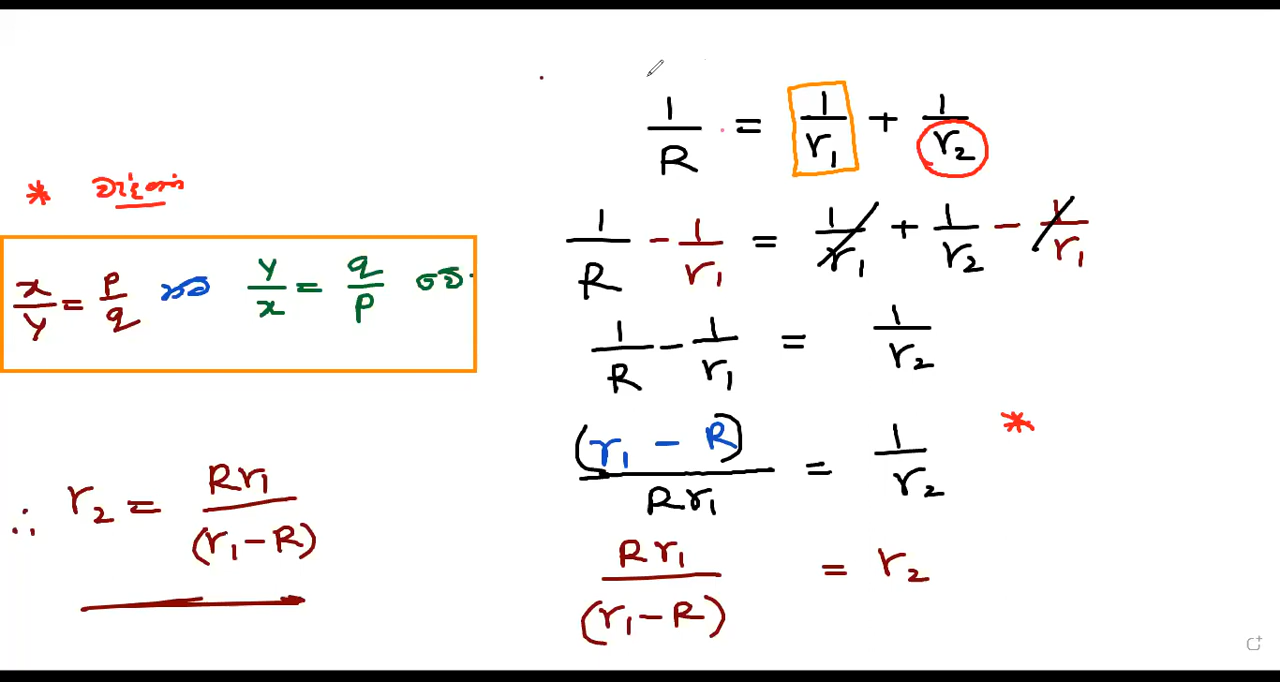 1/R = 1/r₁ + 1/r₂
1/R - 1/r₁ = 1/r₁ + 1/r₂ - 1/r₁
1/R - 1/r₁ = 1/r₂
(r₁ - R)/Rr₁ = 1/r₂ *
Rr₁/(r₁ - R) = r₂
*
x/y = p/q නම් y/x = q/p වේ.
∴ r₂ = Rr₁/(r₁ - R)